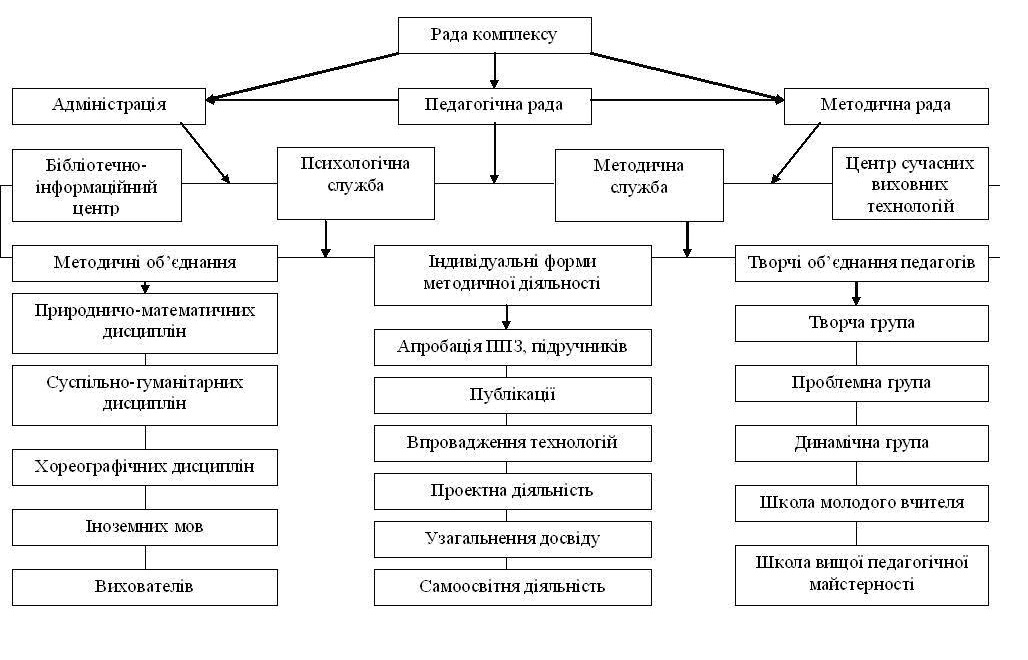 Рада комплексу
Адміністрація
Педагогічна рада
Методична рада
Бібліотечно-
інформаційний
центр
Психологічна
служба
Методична
служба
Центр сучасних
виховних
технологій
Методичні об’єднання
Індивідуальні форми
методичної діяльності
Творчі об’єднання педагогів
Природничо-математичних
дисциплін
Суспільно-гуманітарних
дисциплін
Хореографічних дисциплін
Іноземних мов
Вихователів
Апробація ППЗ, підручників
Публікації
Впровадження технологій
Проектна діяльність
Узагальнення досвіду
Самоосвітня діяльність
Творча група
Проблемна група
Динамічна група
Школа молодого вчителя
Школа вищої педагогічної
майстерності